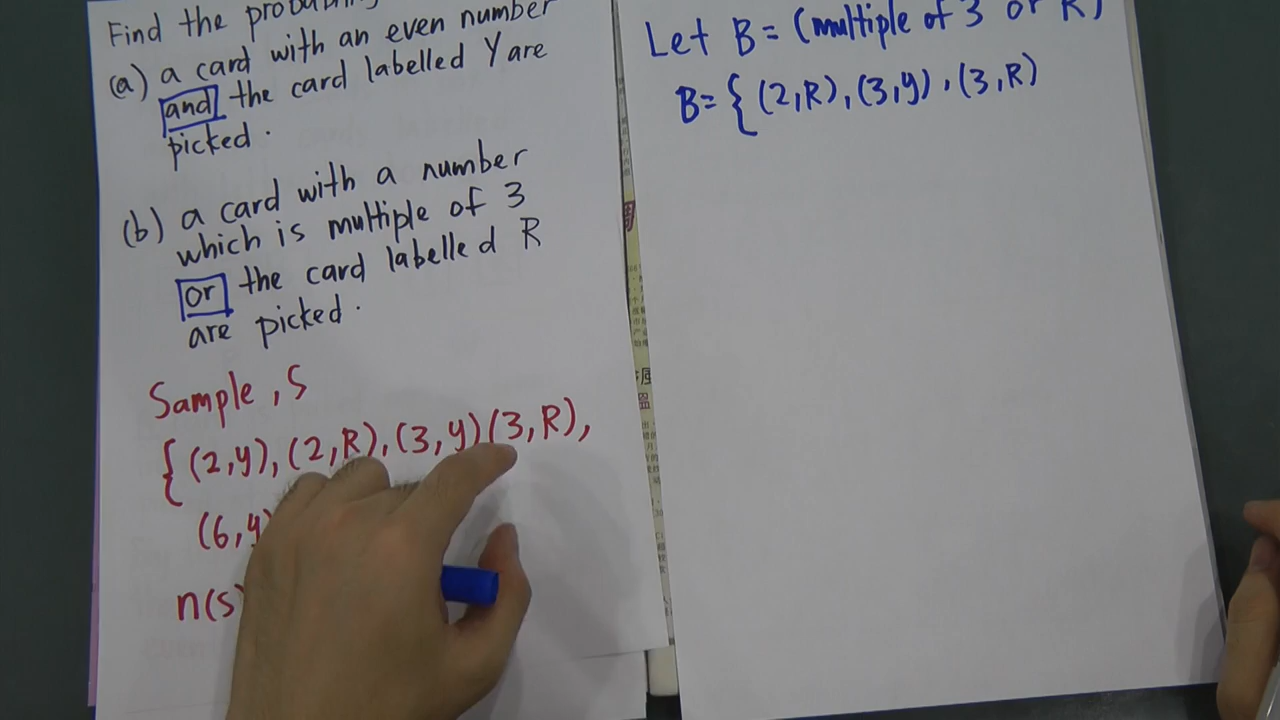 Find the
(a) a card with an even number
and the card labelled Y are
picked.
(b) a card with a number
which is multiple of 3
or the card labelled R
are picked.
Sample, S
{(2,y), (2,R), (3,y)(3,R),
(6,y
n(s)
Let B = (multiple of 3 or R)
B = { (2,R), (3,y), (3,R)